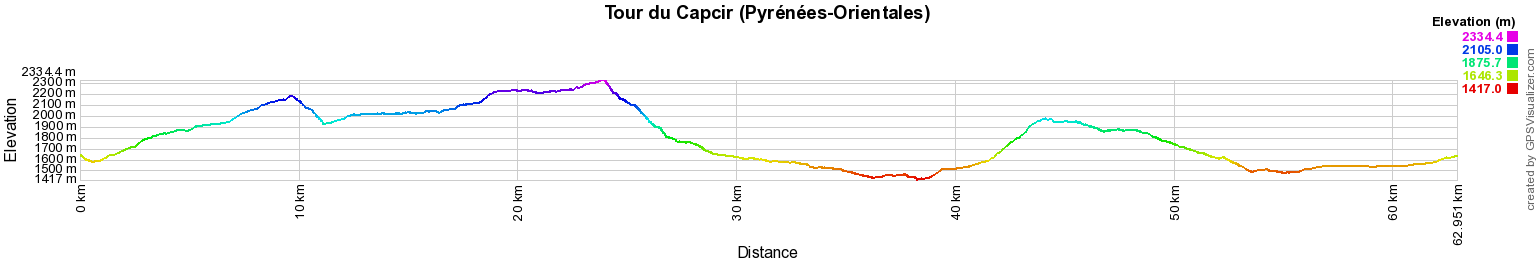 Tour du Capcir (Pyrénées-Orientales)
Elevation (m)
2334.4
2105.0
1875.7
1646.3
1417.0
Elevation
2334.4 m
2300 m
2200 m
2100 m
2000 m
1900 m
1800 m
1700 m
1600 m
1500 m
1417 m
0 km
10 km
20 km
30 km
40 km
50 km
60 km
62.951 km
Distance
created by GPSVisualizer.com